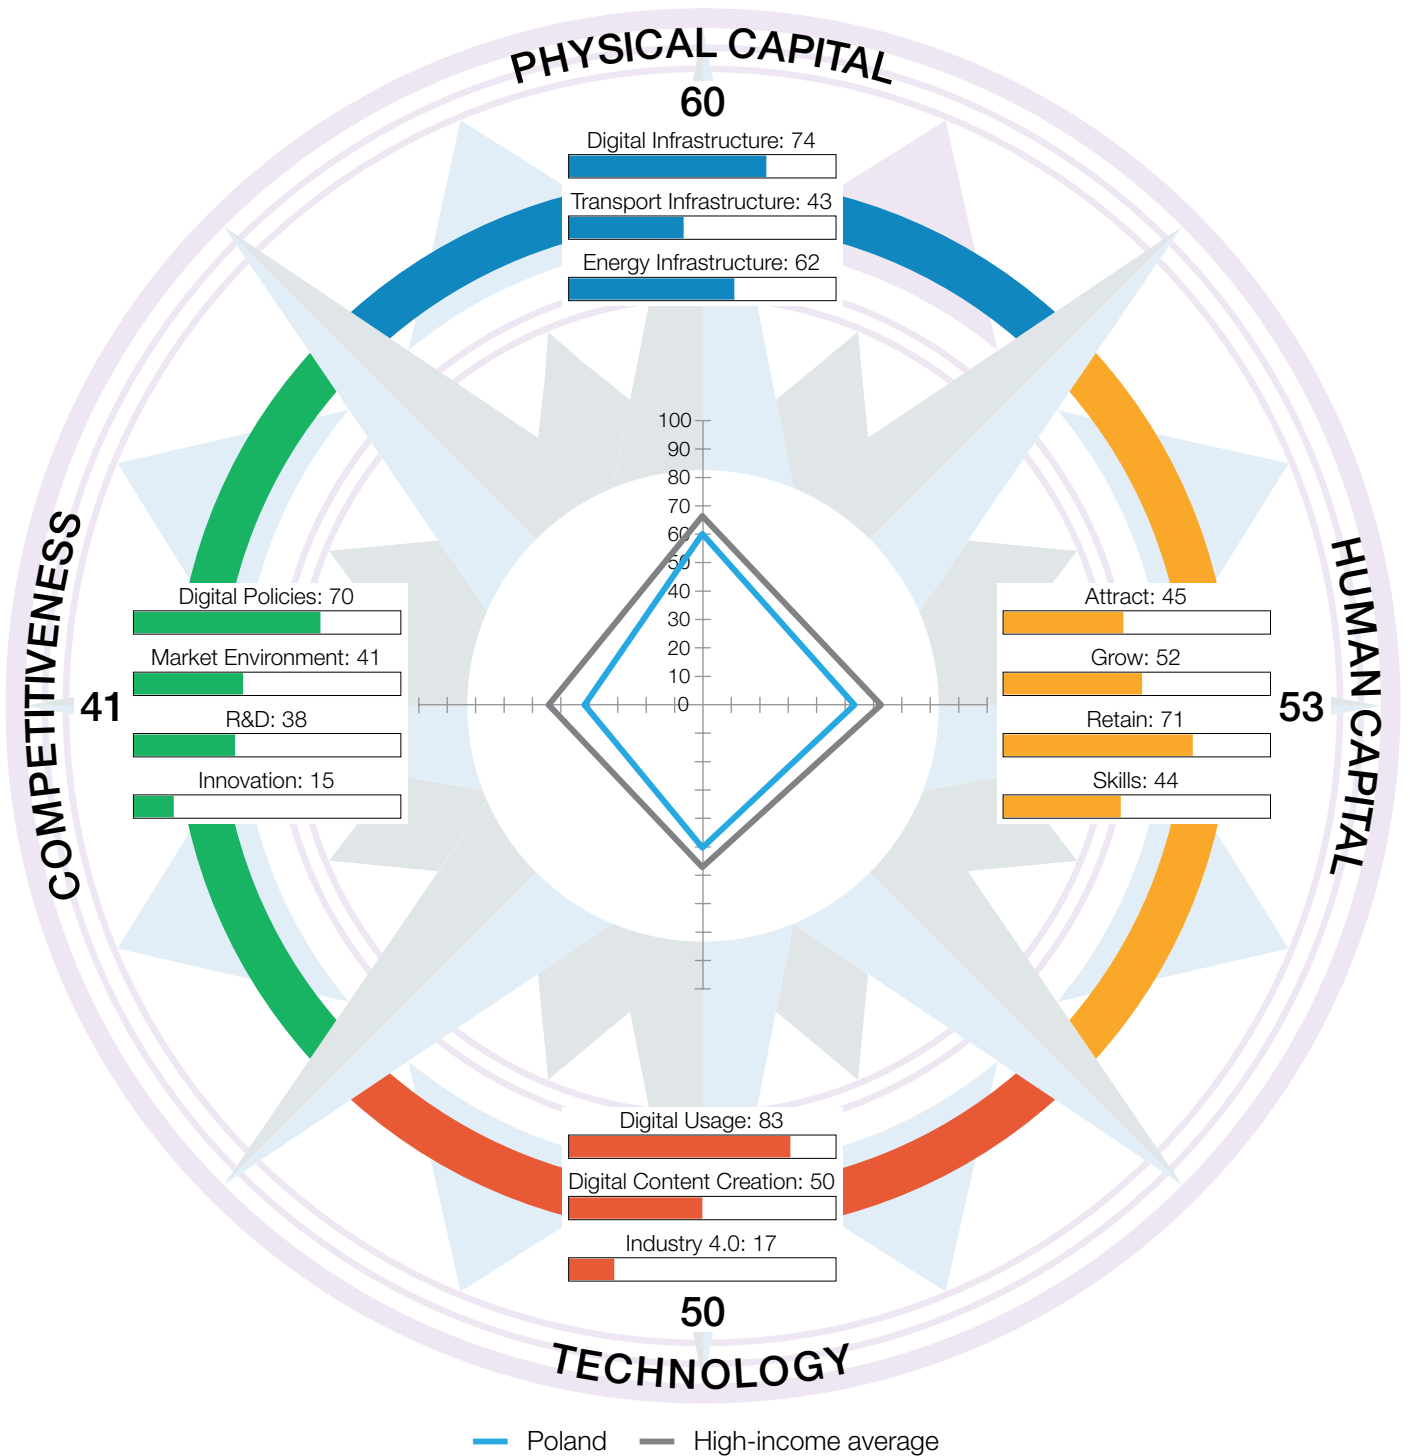 PHYSICAL CAPITAL
60
Digital Infrastructure: 74
Transport Infrastructure: 43
Energy Infrastructure: 62
100
90
80
70
60
50
40
30
20
10
0
COMPETITIVENESS
41
Digital Policies: 70
Market Environment: 41
R&D: 38
Innovation: 15
HUMAN CAPITAL
53
Attract: 45
Grow: 52
Retain: 71
Skills: 44
Digital Usage: 83
Digital Content Creation: 50
Industry 4.0: 17
50
TECHNOLOGY
Poland
High-income average